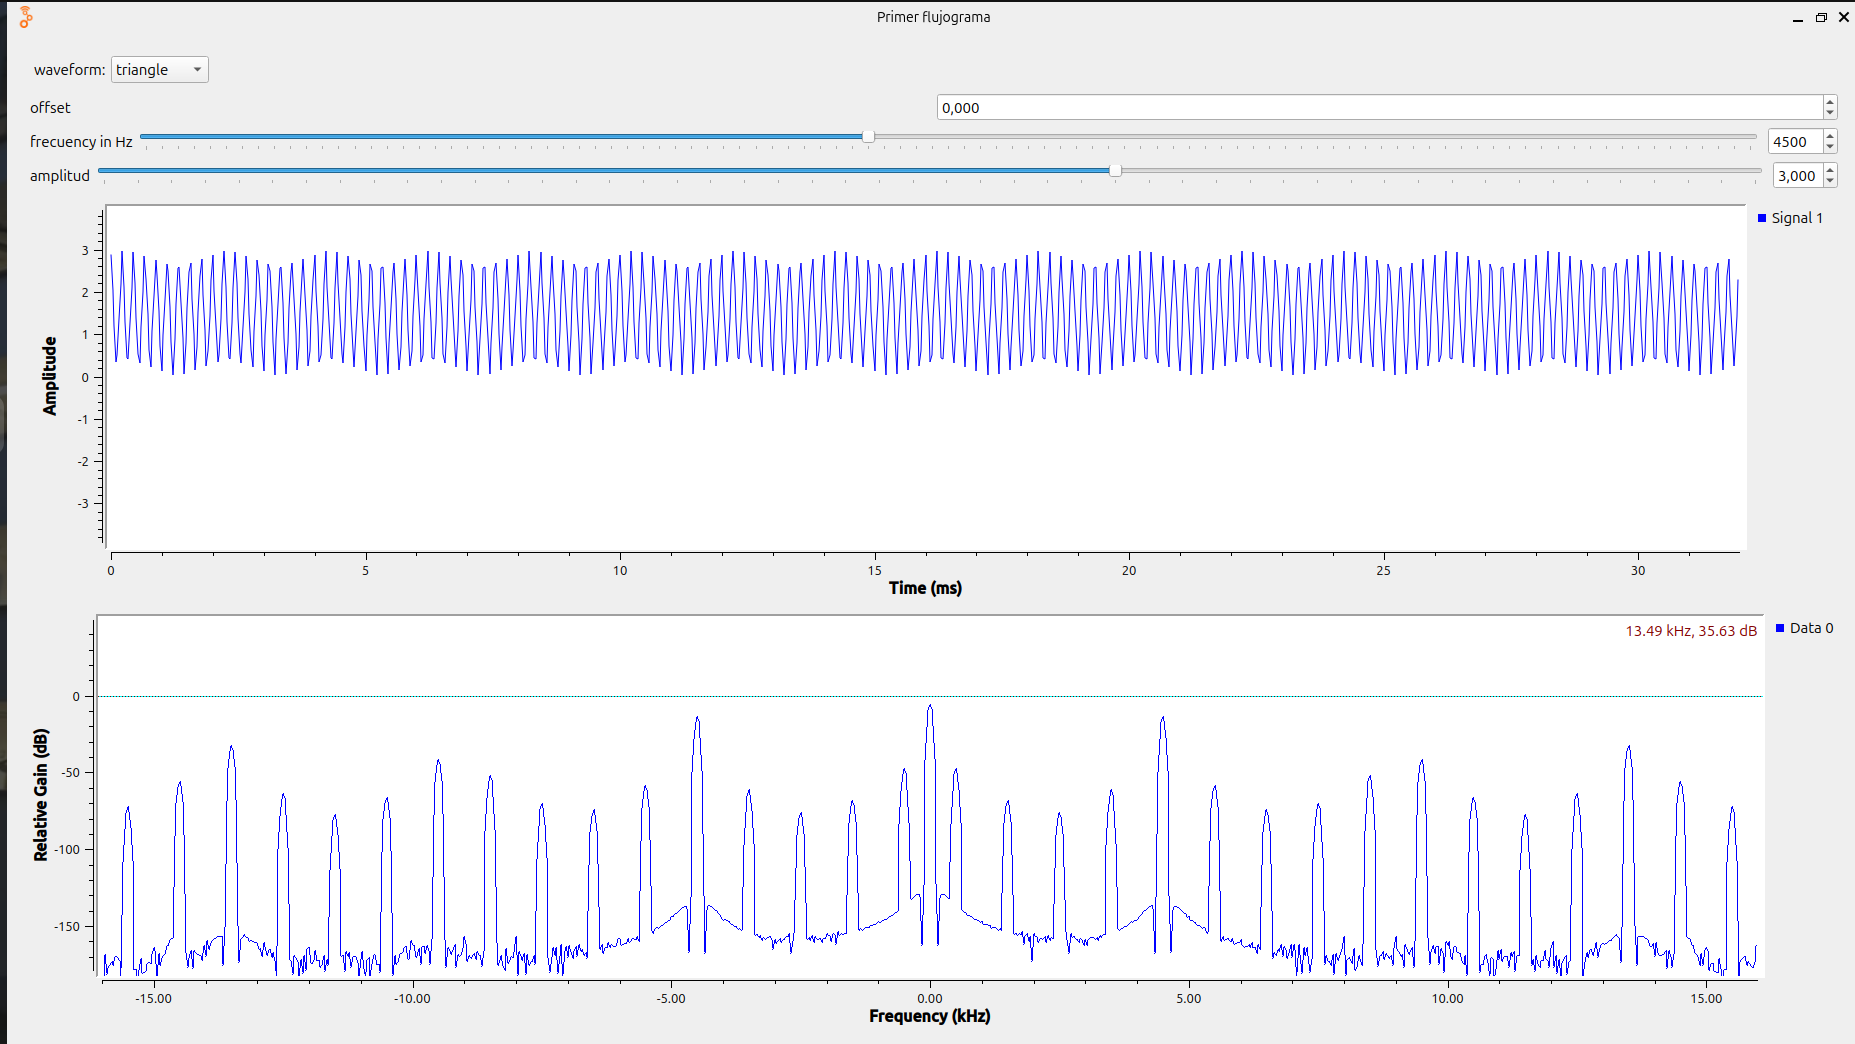 Primer flujograma
waveform: triangle
offset 0,000
frecuency in Hz 4500
amplitud 3,000
Signal 1
3
2
1
0
-1
-2
-3
Amplitude
0 5 10 15 20 25 30
Time (ms)
13.49 kHz, 35.63 dB
Data 0
0
-50
-100
-150
Relative Gain (dB)
-15.00 -10.00 -5.00 0.00 5.00 10.00 15.00
Frequency (kHz)